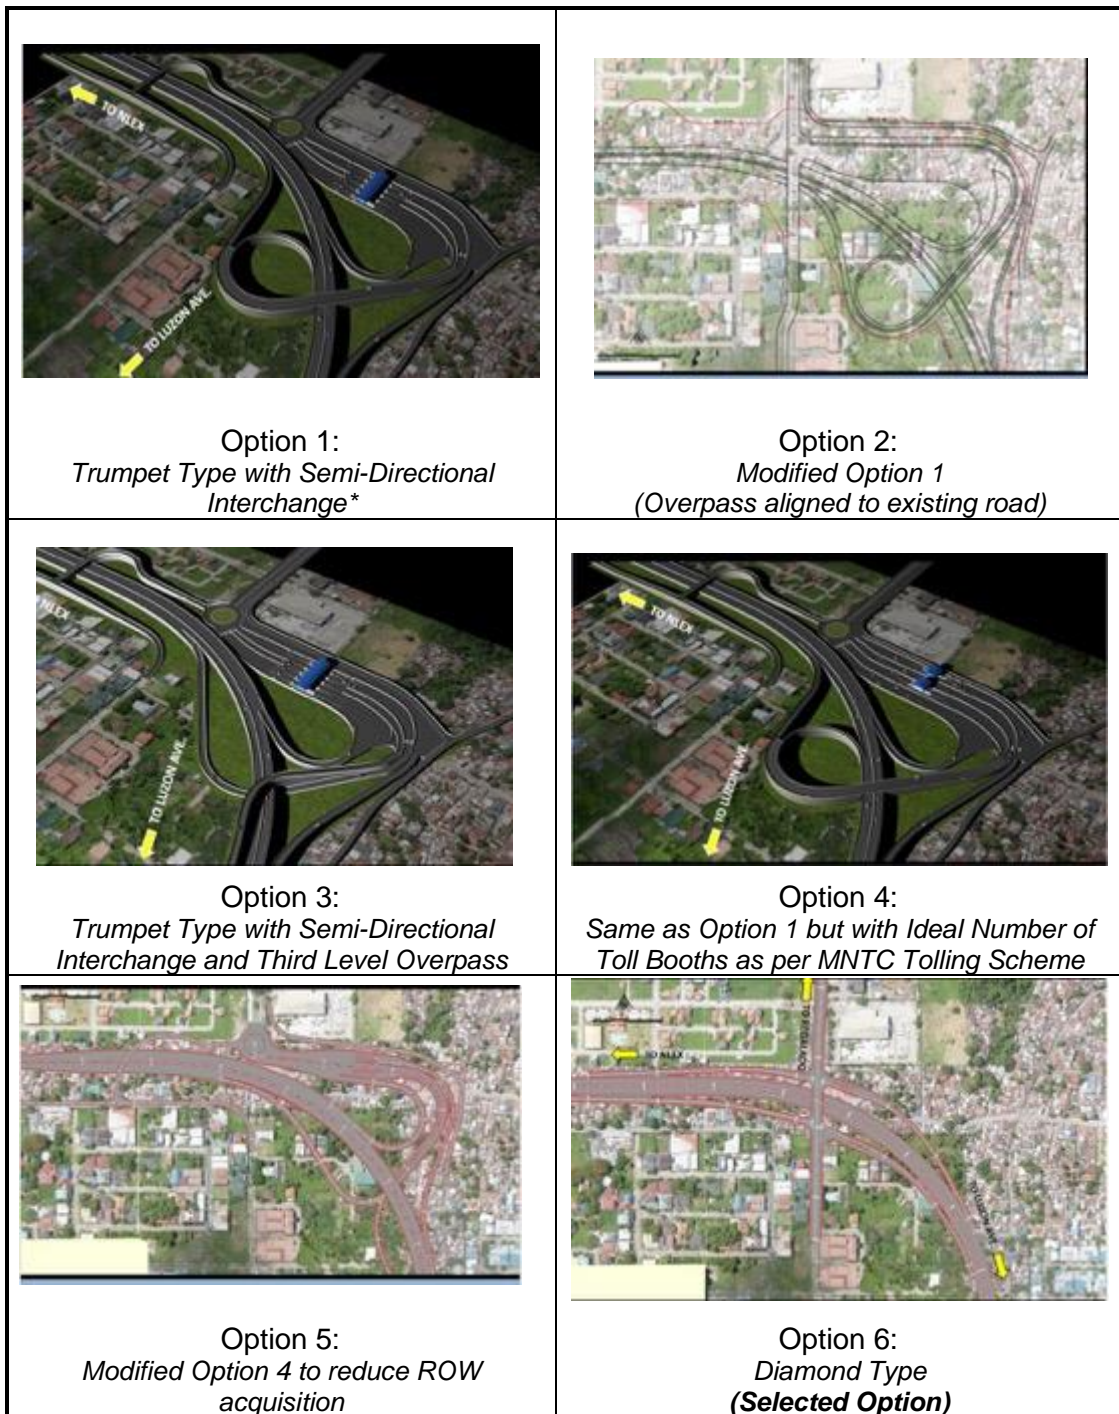 TO NLEX
TO LUZON AVE.
Option 1:
Trumpet Type with Semi-Directional
Interchange*
Option 2:
Modified Option 1
(Overpass aligned to existing road)
NLEX
TO LUZON AVE.
Option 3:
Trumpet Type with Semi-Directional
Interchange and Third Level Overpass
TO NLEX
TO LUZON AVE.
Option 4:
Same as Option 1 but with Ideal Number of
Toll Booths as per MNTC Tolling Scheme
Option 5:
Modified Option 4 to reduce ROW
acquisition
TO NLEX
TO LUZON AVE.
Option 6:
Diamond Type
(Selected Option)